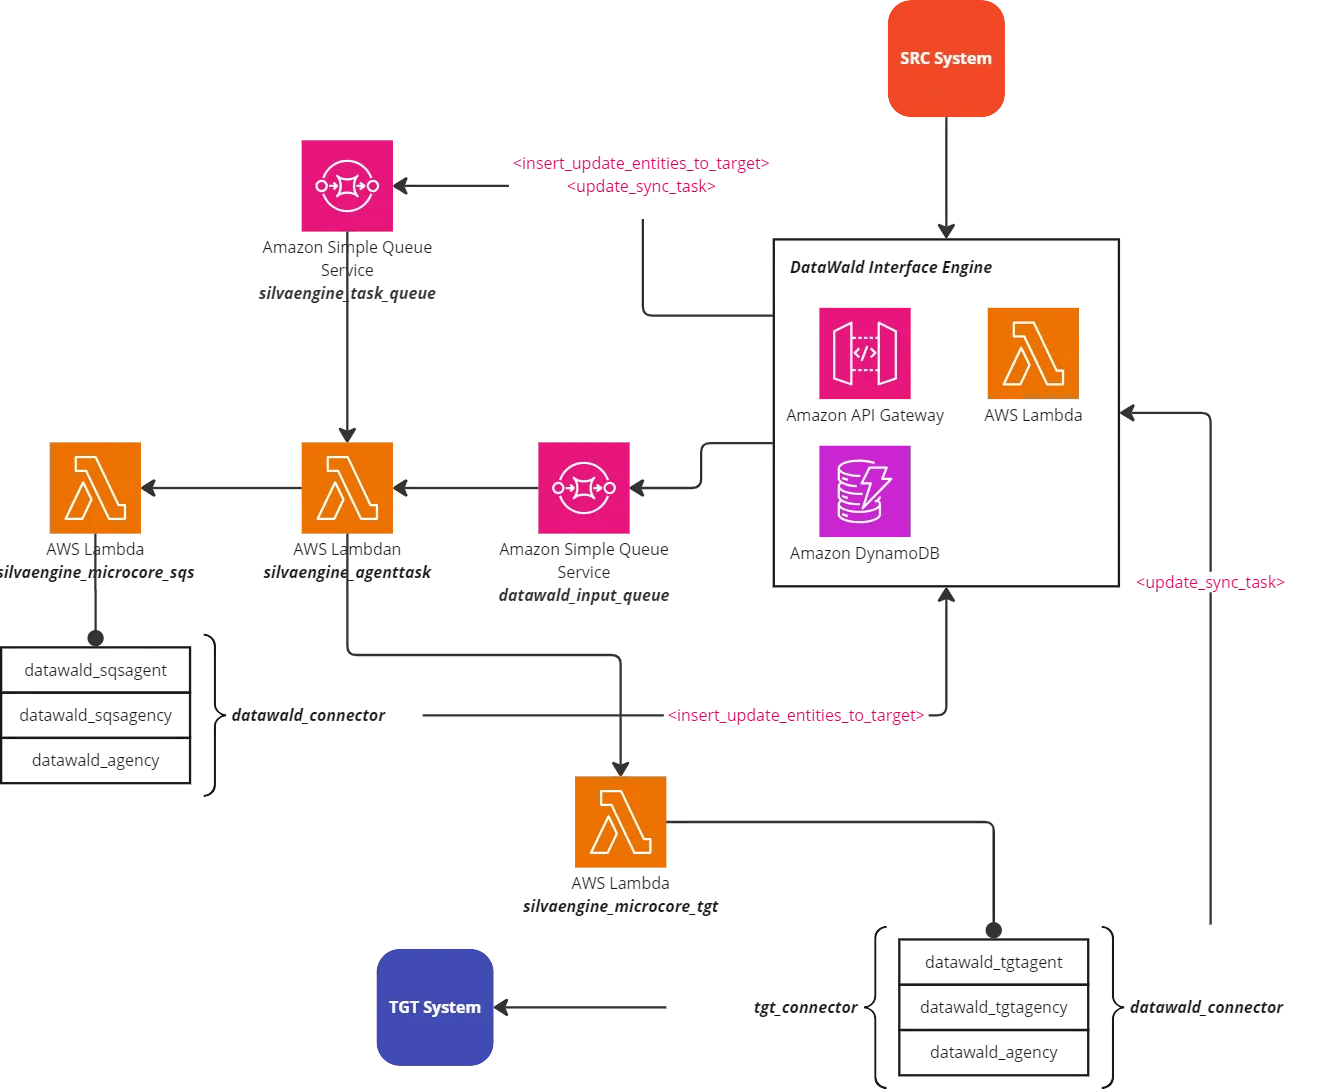 SRC System
<insert_update_entities_to_target>
<update_sync_task>
Amazon Simple Queue
Service
silvaengine_task_queue
DataWald Interface Engine
Amazon API Gateway
AWS Lambda
Amazon DynamoDB
AWS Lambda
silvaengine_microcore_sqs
AWS Lambdan
silvaengine_agenttask
Amazon Simple Queue
Service
datawald_input_queue
<update_sync_task>
datawald_sqsagent
datawald_sqsagency
datawald_agency
datawald_connector
<insert_update_entities_to_target>
AWS Lambda
silvaengine_microcore_tgt
TGT System
tgt_connector
datawald_tgtagent
datawald_tgtagency
datawald_agency
datawald_connector